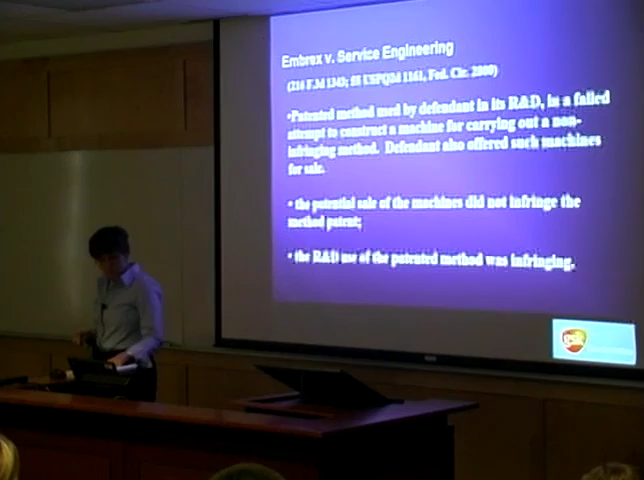 Embrex v. Service Engineering
(216 F.3d 1343; 55 USPQ2d 1161, Fed. Cir. 2000)
•Patented method used by defendant in its R&D, in a failed
attempt to construct a machine for carrying out a non-
infringing method. Defendant also offered such machines
for sale.
• the potential sale of the machines did not infringe the
method patent;
• the R&D use of the patented method was infringing.
gsk